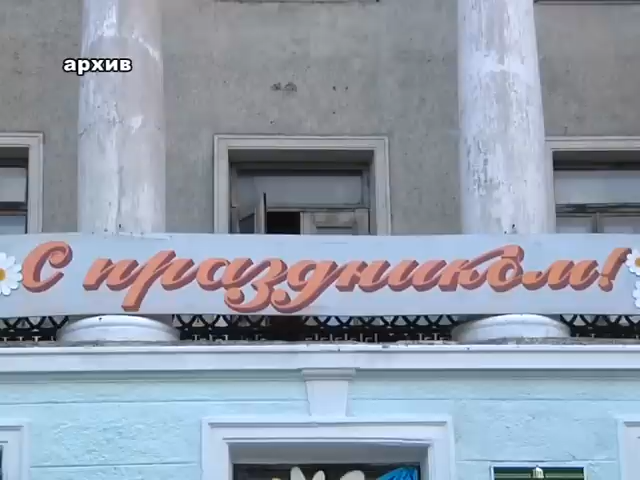 архив
С праздником!